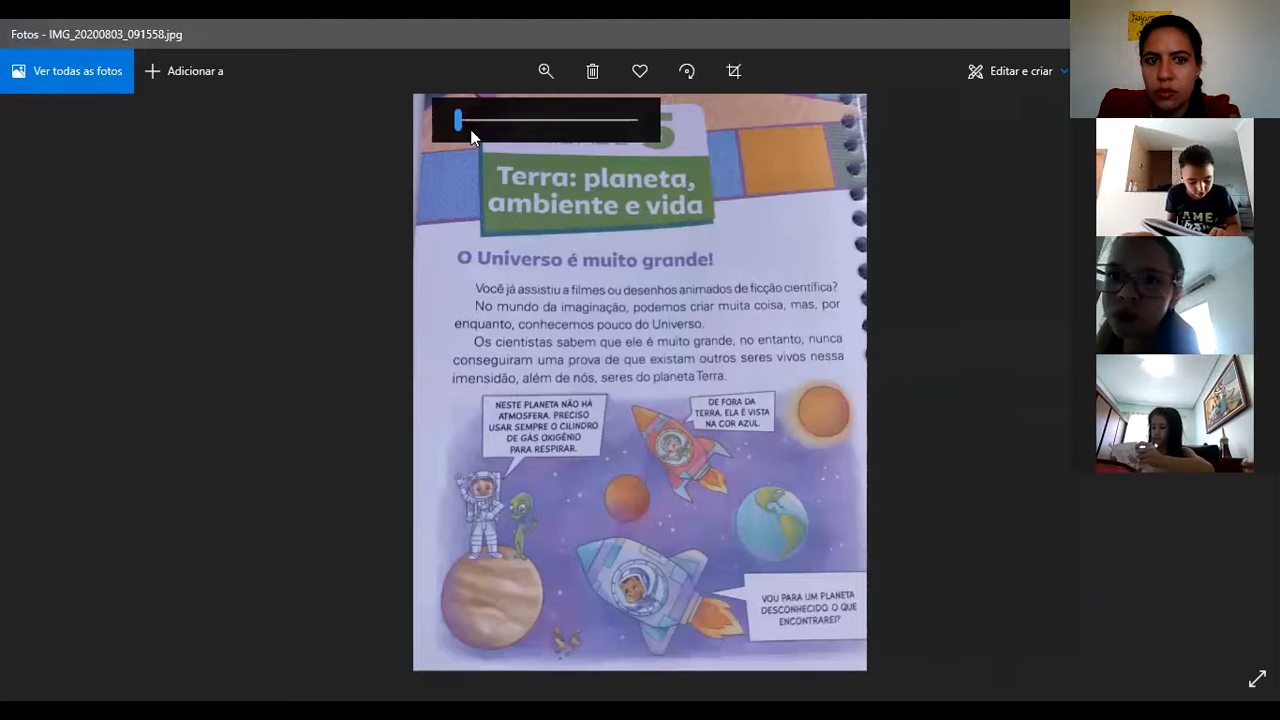 Fotos - IMG_20200803_091558.jpg
Ver todas as fotos
Adicionar a
Editar e criar
5
Terra: planeta,
ambiente e vida
O Universo é muito grande!
Você já assistiu a filmes ou desenhos animados de ficção científica?
No mundo da imaginação, podemos criar muita coisa, mas, por
enquanto, conhecemos pouco do Universo.
Os cientistas sabem que ele é muito grande, no entanto, nunca
conseguiram uma prova de que existam outros seres vivos nessa
imensidão, além de nós, seres do planeta Terra.
NESTE PLANETA NÃO HÁ
ATMOSFERA. PRECISO
USAR SEMPRE O CILINDRO
DE GÁS OXIGÊNIO
PARA RESPIRAR.
DE FORA DA
TERRA, ELA É VISTA
NA COR AZUL.
VOU PARA UM PLANETA
DESCONHECIDO. O QUE
ENCONTRAREI?